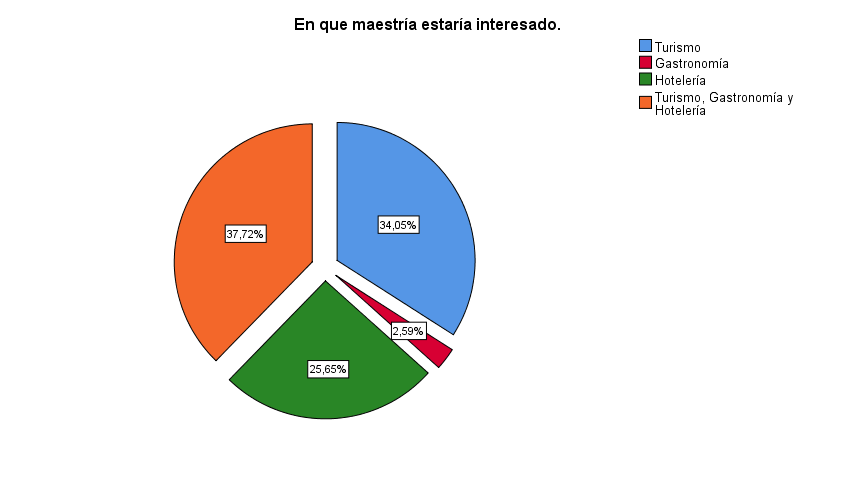 En que maestría estaría interesado.
Turismo
Gastronomía
Hotelería
Turismo, Gastronomía y
Hotelería
37,72%
34,05%
2,59%
25,65%